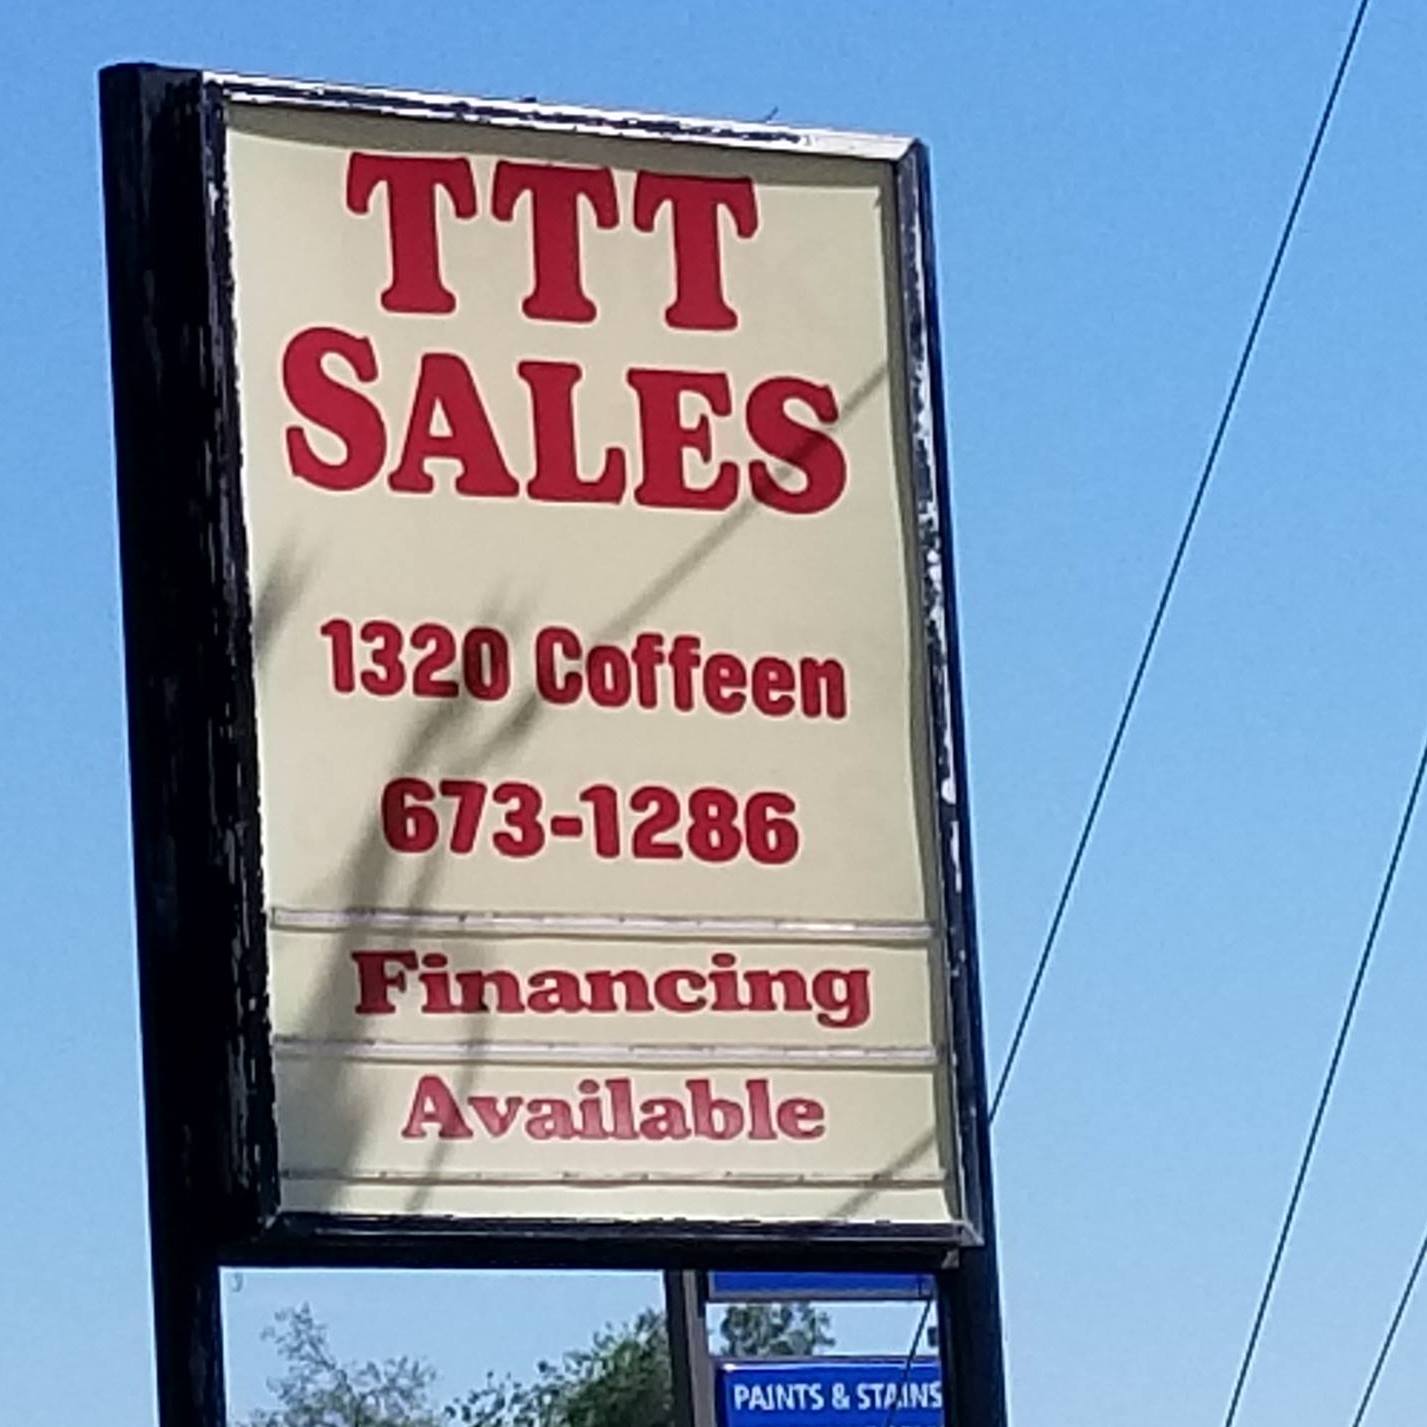 TTT
SALES
1320 Coffeen
673-1286
Financing
Available
PAINTS & STAINS